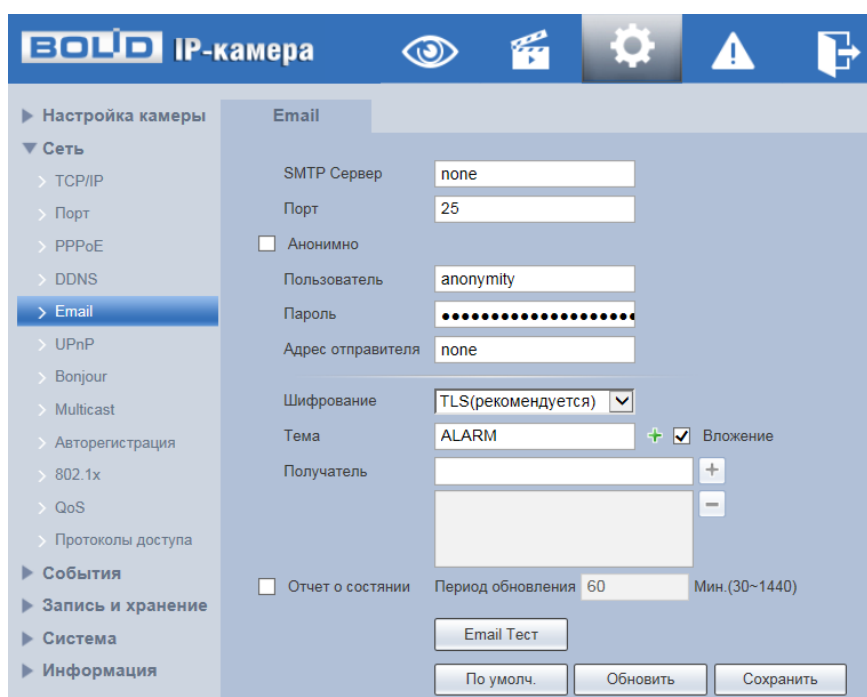 BOLID IP-камера
Настройка камеры
Сеть
TCP/IP
Порт
PPPoE
DDNS
Email
UPnP
Bonjour
Multicast
Авторегистрация
802.1x
QoS
Протоколы доступа
События
Запись и хранение
Система
Информация
Email
SMTP Сервер none
Порт 25
Анонимно
Пользователь anonymity
Пароль ••••••••••••••••••••
Адрес отправителя none
Шифрование TLS(рекомендуется)
Тема ALARM Вложение
Получатель
Отчет о состянии Период обновления 60 Мин.(30~1440)
Email Тест
По умолч. Обновить Сохранить